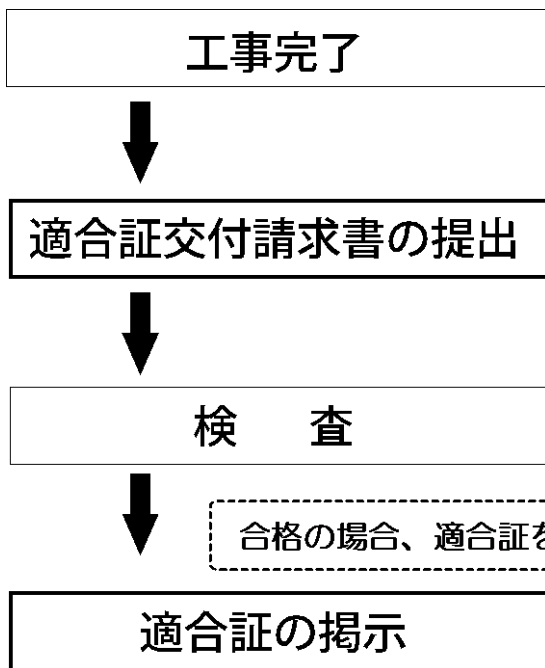 工事完了
適合証交付請求書の提出
検　査
合格の場合、適合証を
適合証の掲示